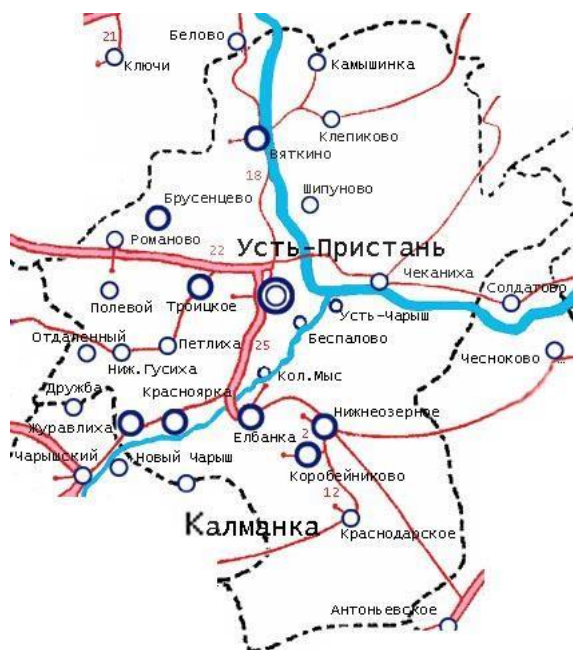 21
Белово
Ключи
Камышинка
Клепиково
Вяткино
18
Шипуново
Брусенцево
Романово
22
Усть-Пристань
Чеканиха
Солдатово
Полевой
Троицкое
Усть-Чарыш
Беспалово
Отдаленный
Петлиха
25
Чесноково
...
Ниж.Гусиха
Кол.Мыс
Дружба
Красноярка
Журавлиха
Елбанка
2
Нижнеозерное
Чарышский
Новый Чарыш
Коробейниково
12
Калманка
Краснодарское
Антоньевское